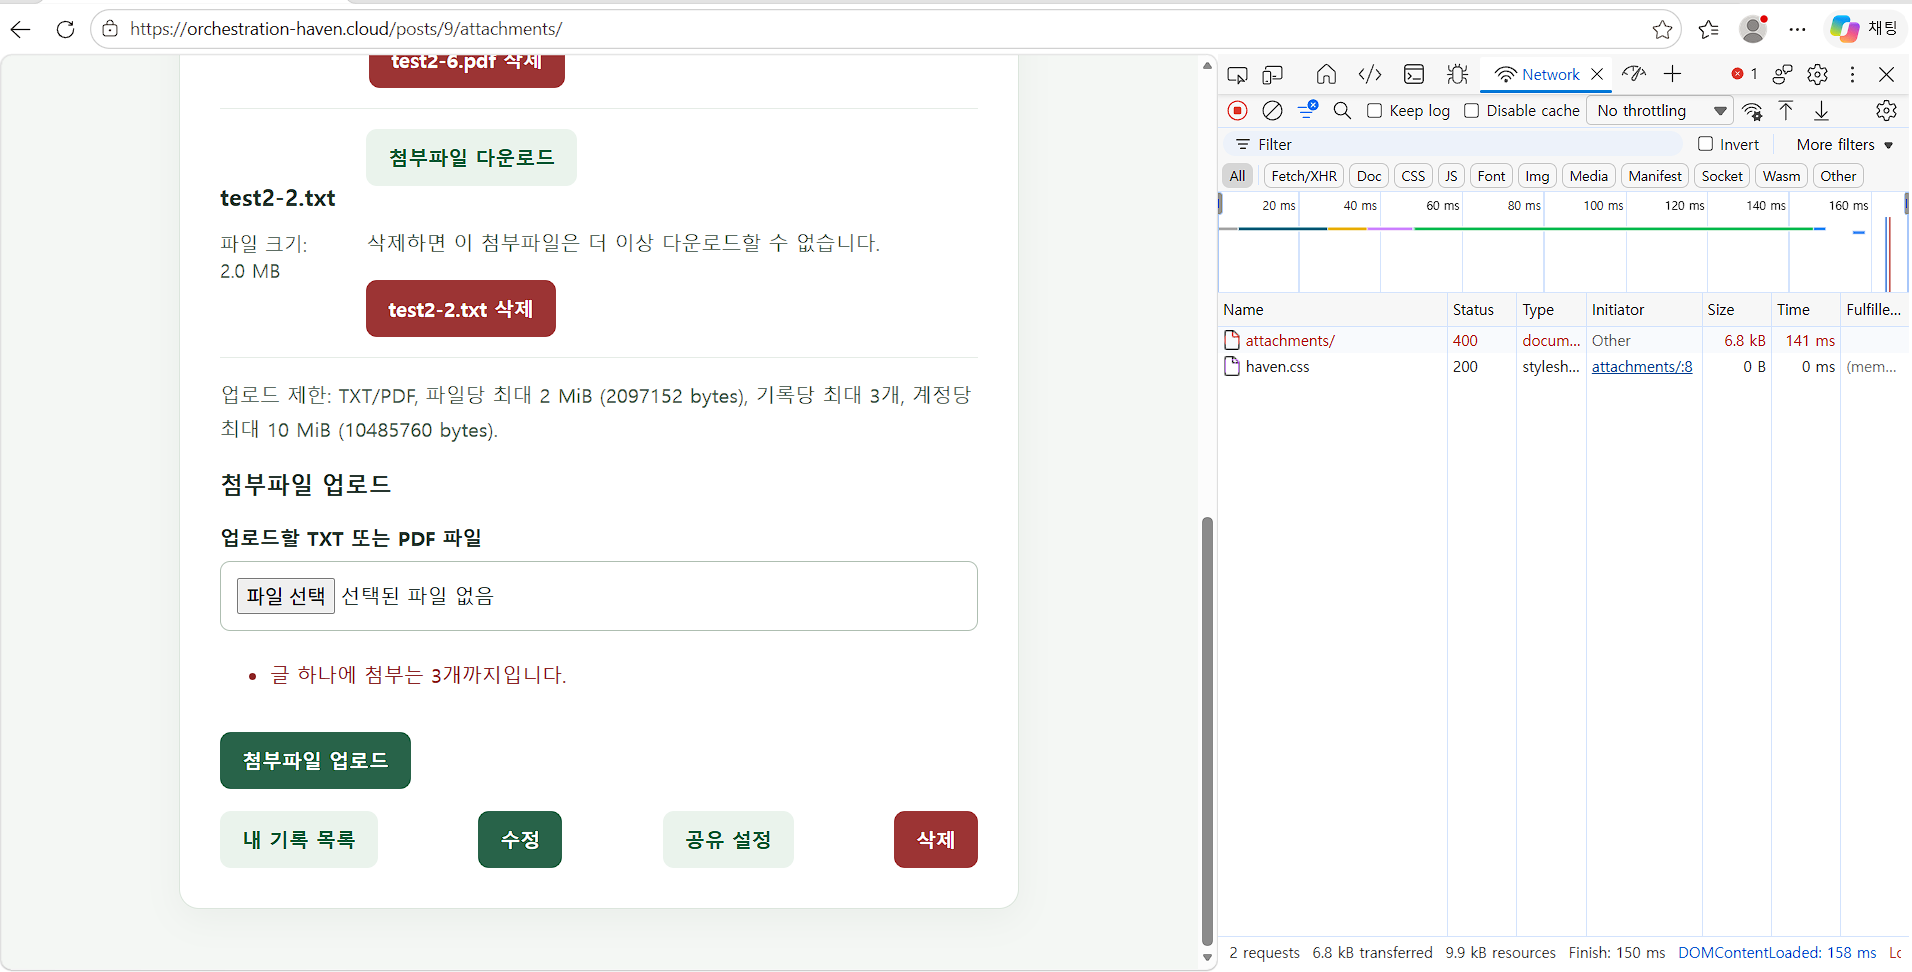 https://orchestration-haven.cloud/posts/9/attachments/
채팅
test2-6.pdf 삭제
첨부파일 다운로드
test2-2.txt
파일 크기:
2.0 MB
삭제하면 이 첨부파일은 더 이상 다운로드할 수 없습니다.
test2-2.txt 삭제
업로드 제한: TXT/PDF, 파일당 최대 2 MiB (2097152 bytes), 기록당 최대 3개, 계정당
최대 10 MiB (10485760 bytes).
첨부파일 업로드
업로드할 TXT 또는 PDF 파일
파일 선택 선택된 파일 없음
글 하나에 첨부는 3개까지입니다.
첨부파일 업로드
내 기록 목록 수정 공유 설정 삭제
Network 1
Keep log Disable cache No throttling
Filter Invert More filters
All Fetch/XHR Doc CSS JS Font Img Media Manifest Socket Wasm Other
20 ms 40 ms 60 ms 80 ms 100 ms 120 ms 140 ms 160 ms
Name Status Type Initiator Size Time Fulfille...
attachments/ 400 docum... Other 6.8 kB 141 ms
haven.css 200 stylesh... attachments/:8 0 B 0 ms (mem...
2 requests 6.8 kB transferred 9.9 kB resources Finish: 150 ms DOMContentLoaded: 158 ms Lo